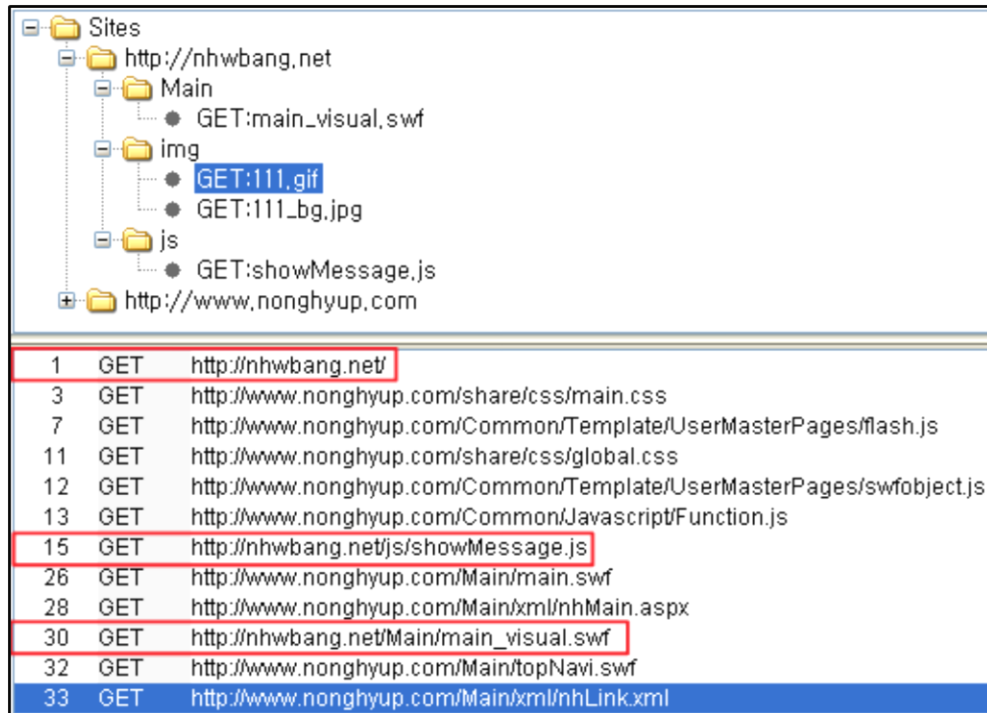 Sites
http://nhwbang.net
Main
GET:main_visual.swf
img
GET:111.gif
GET:111_bg.jpg
js
GET:showMessage.js
http://www.nonghyup.com
1 GET http://nhwbang.net/
3 GET http://www.nonghyup.com/share/css/main.css
7 GET http://www.nonghyup.com/Common/Template/UserMasterPages/flash.js
11 GET http://www.nonghyup.com/share/css/global.css
12 GET http://www.nonghyup.com/Common/Template/UserMasterPages/swfobject.js
13 GET http://www.nonghyup.com/Common/Javascript/Function.js
15 GET http://nhwbang.net/js/showMessage.js
26 GET http://www.nonghyup.com/Main/main.swf
28 GET http://www.nonghyup.com/Main/xml/nhMain.aspx
30 GET http://nhwbang.net/Main/main_visual.swf
32 GET http://www.nonghyup.com/Main/topNavi.swf
33 GET http://www.nonghyup.com/Main/xml/nhLink.xml